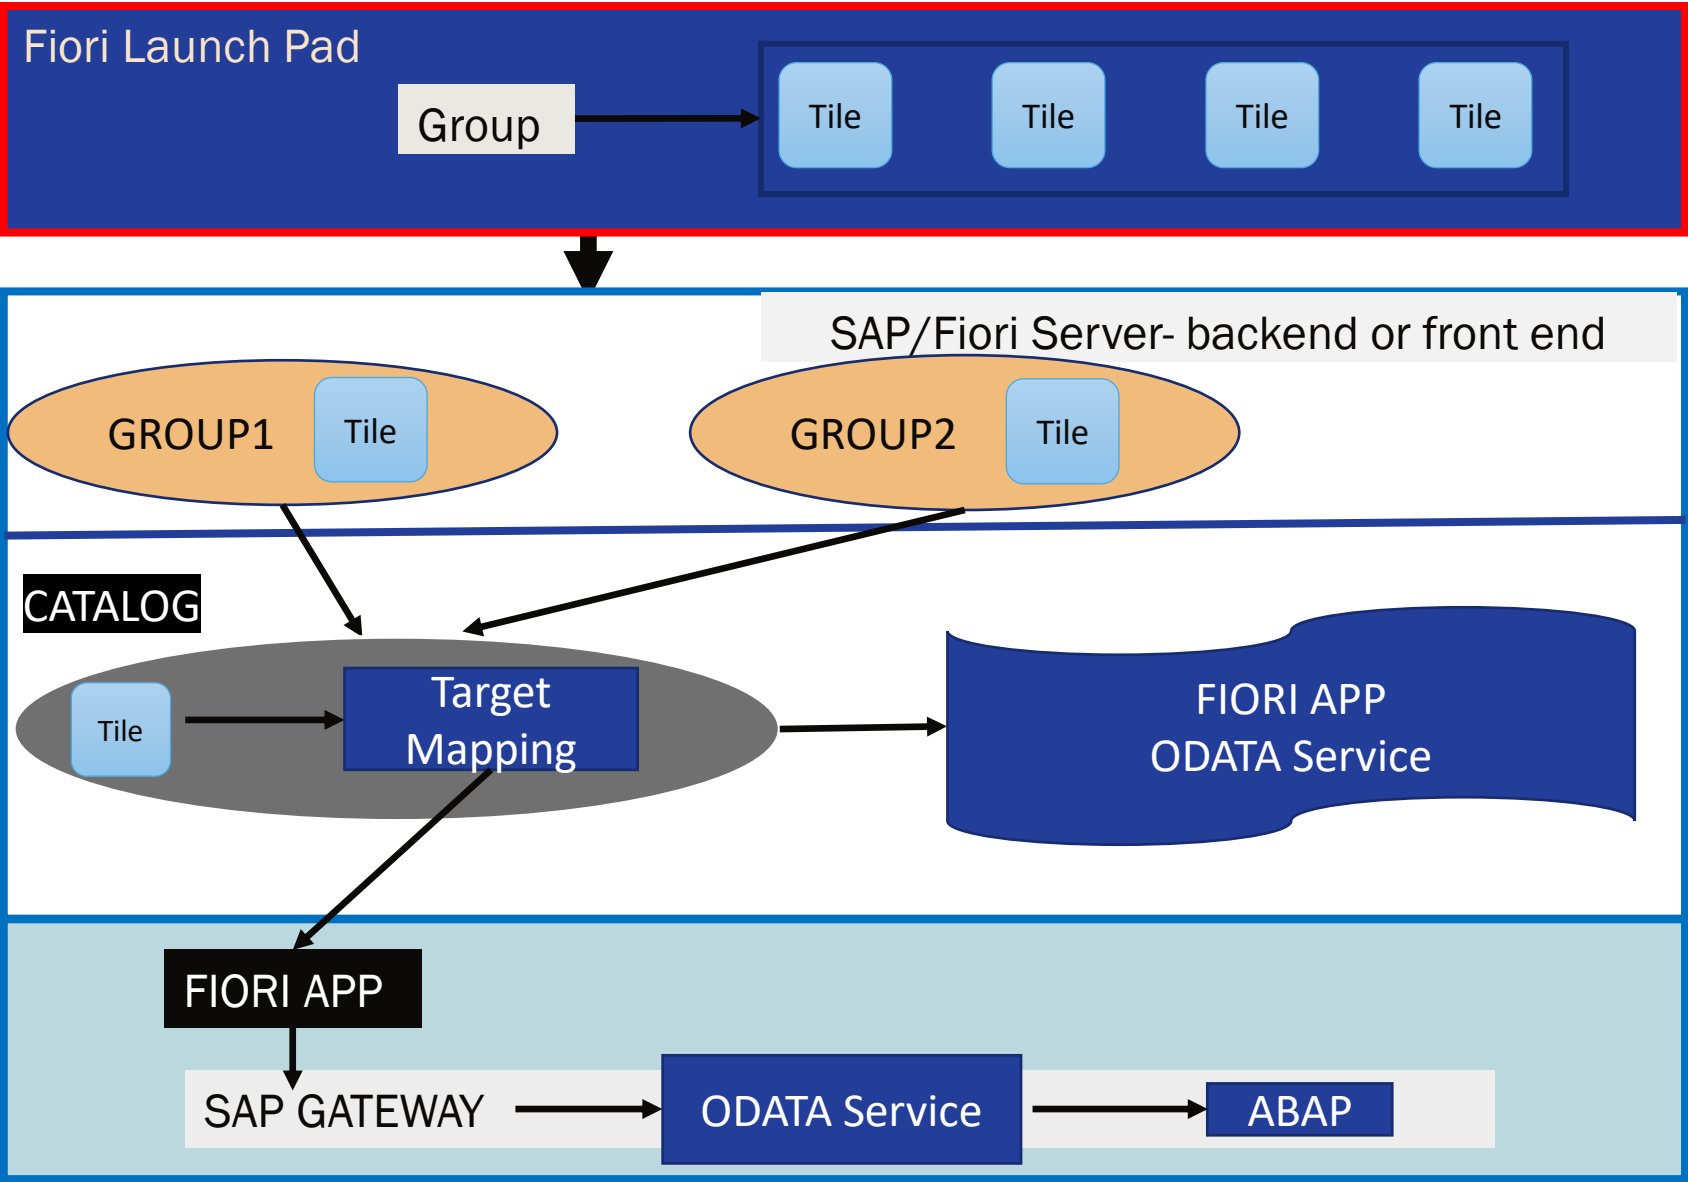 Fiori Launch Pad
Group
Tile
Tile
Tile
Tile
SAP/Fiori Server- backend or front end
GROUP1
Tile
GROUP2
Tile
CATALOG
Tile
Target
Mapping
FIORI APP
ODATA Service
FIORI APP
SAP GATEWAY
ODATA Service
ABAP